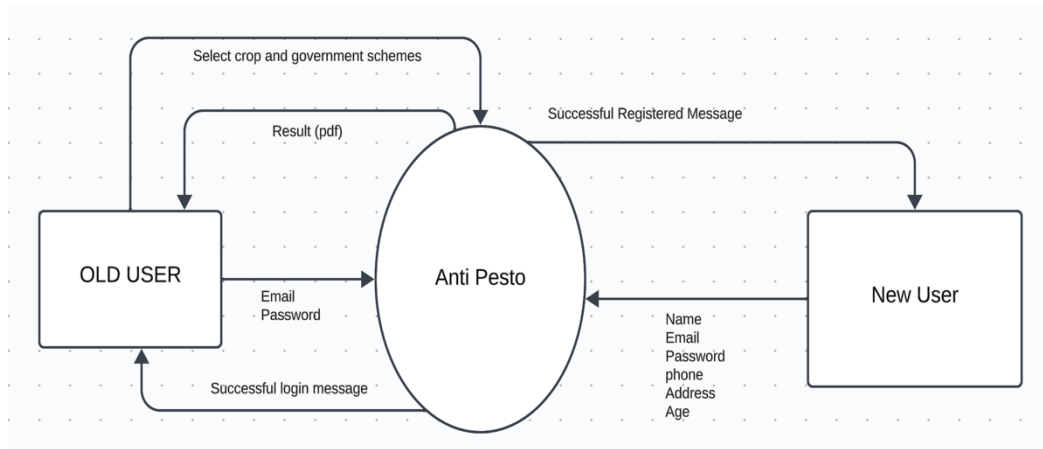 Select crop and government schemes
Successful Registered Message
Result (pdf)
OLD USER
Anti Pesto
New User
Email
Password
Name
Email
Password
phone
Address
Age
Successful login message